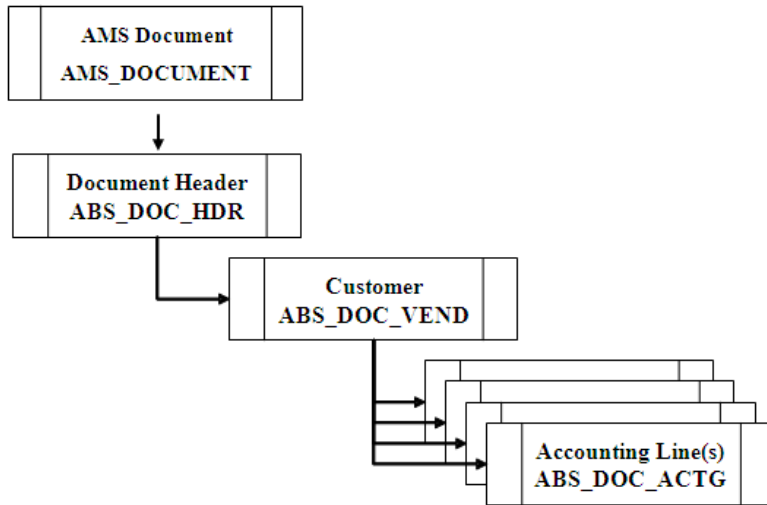 AMS Document
AMS_DOCUMENT
Document Header
ABS_DOC_HDR
Customer
ABS_DOC_VEND
Accounting Line(s)
ABS_DOC_ACTG